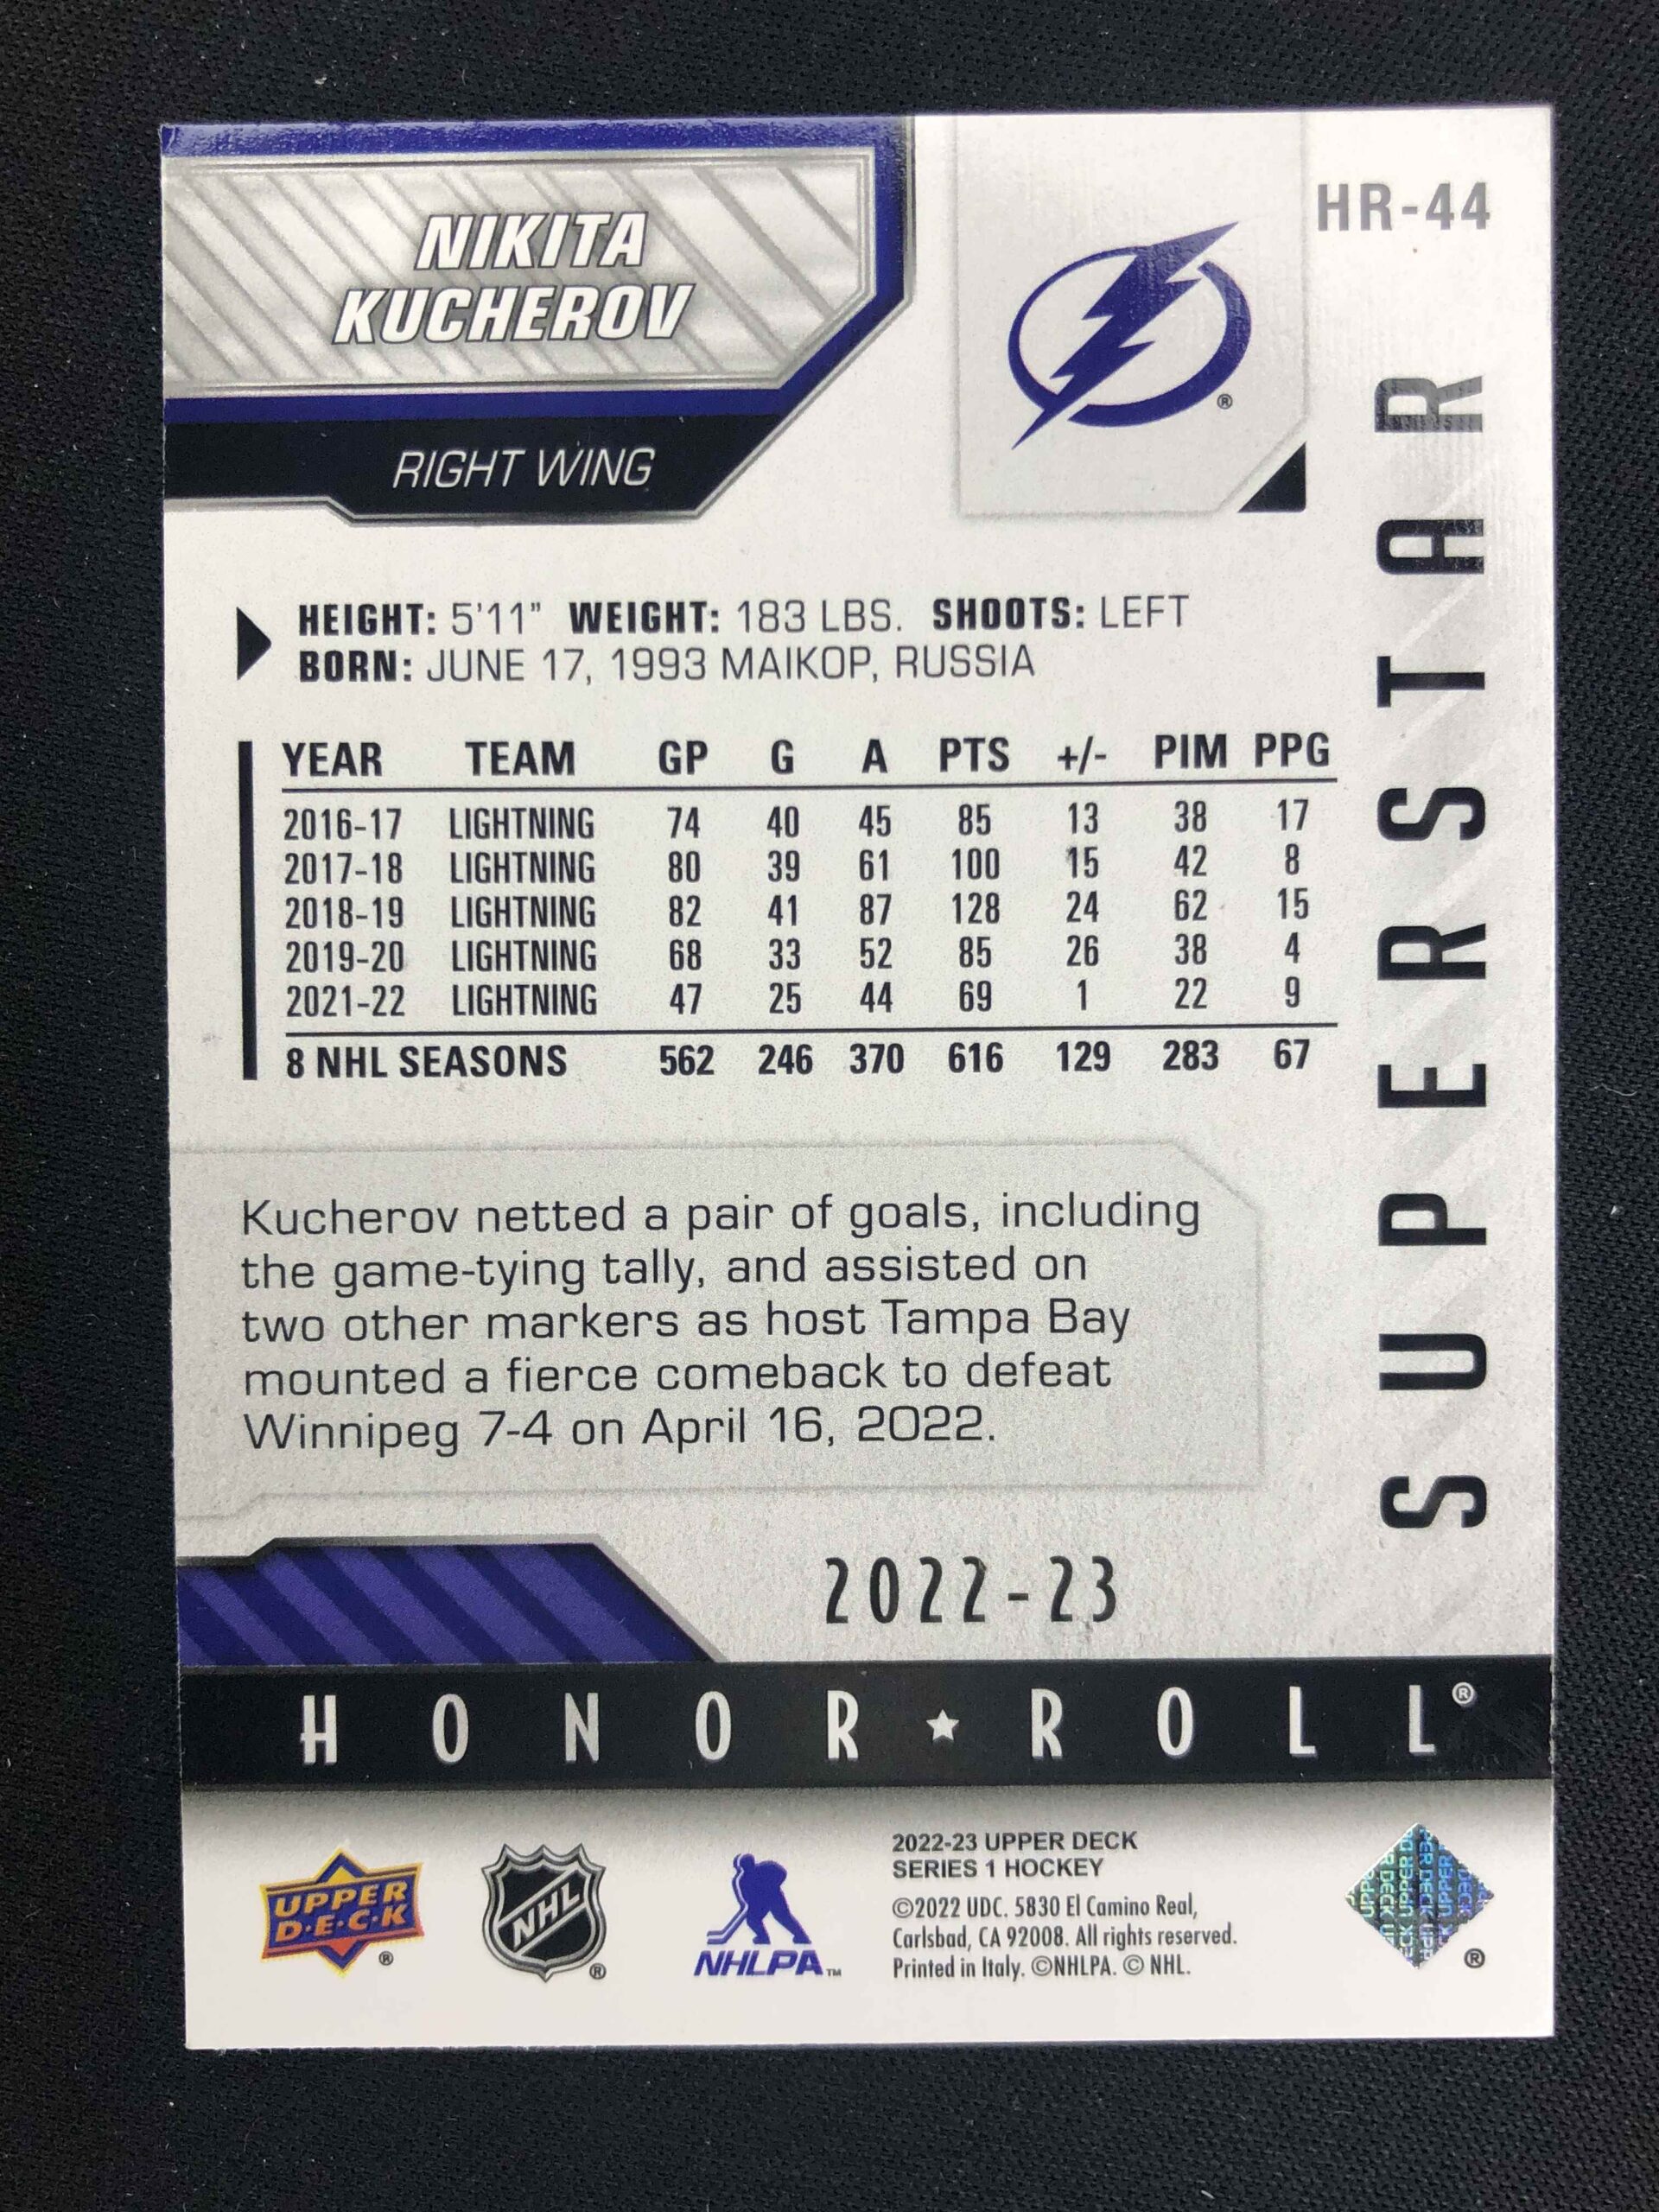 NIKITA
KUCHEROV
RIGHT WING
HR-44
®
SUPERSTAR
HEIGHT: 5'11" WEIGHT: 183 LBS. SHOOTS: LEFT
BORN: JUNE 17, 1993 MAIKOP, RUSSIA
YEAR TEAM GP G A PTS +/- PIM PPG
2016-17 LIGHTNING 74 40 45 85 13 38 17
2017-18 LIGHTNING 80 39 61 100 15 42 8
2018-19 LIGHTNING 82 41 87 128 24 62 15
2019-20 LIGHTNING 68 33 52 85 26 38 4
2021-22 LIGHTNING 47 25 44 69 1 22 9
8 NHL SEASONS 562 246 370 616 129 283 67
Kucherov netted a pair of goals, including
the game-tying tally, and assisted on
two other markers as host Tampa Bay
mounted a fierce comeback to defeat
Winnipeg 7-4 on April 16, 2022.
2022-23
HONOR ★ ROLL®
UPPER
D·E·C·K ®
NHL ®
NHLPA™
2022-23 UPPER DECK
SERIES 1 HOCKEY
©2022 UDC. 5830 El Camino Real,
Carlsbad, CA 92008. All rights reserved.
Printed in Italy. ©NHLPA. © NHL.
UPPER DECK
®